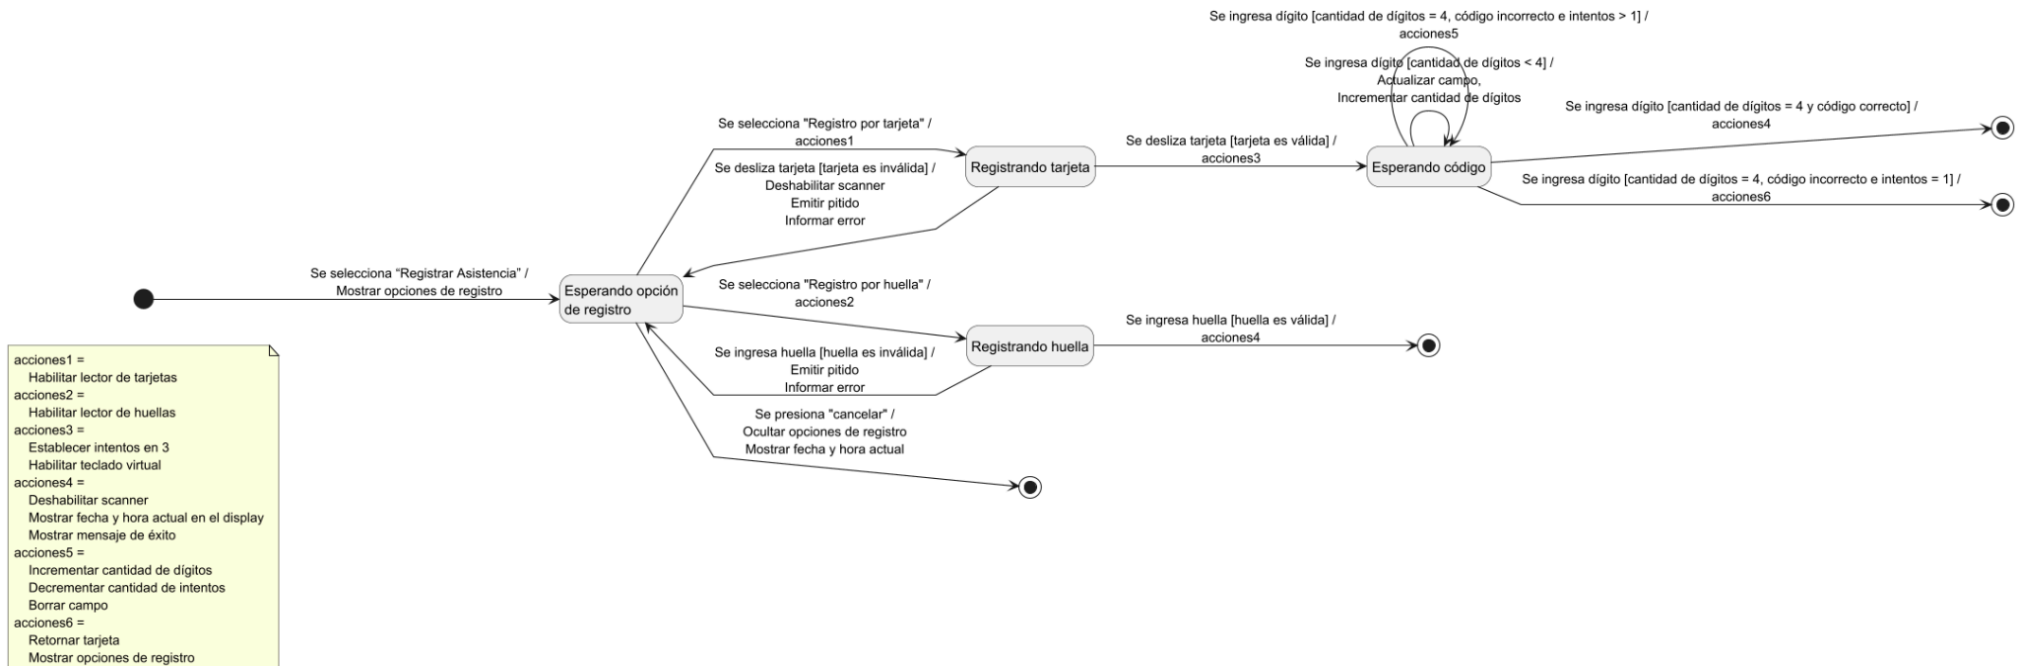 Se ingresa dígito [cantidad de dígitos = 4, código incorrecto e intentos > 1] /
acciones5
Se ingresa dígito [cantidad de dígitos < 4] /
Actualizar campo,
Incrementar cantidad de dígitos
Se ingresa dígito [cantidad de dígitos = 4 y código correcto] /
acciones4
Se selecciona "Registro por tarjeta" /
acciones1
Se desliza tarjeta [tarjeta es válida] /
acciones3
Se desliza tarjeta [tarjeta es inválida] /
Deshabilitar scanner
Emitir pitido
Informar error
Registrando tarjeta
Esperando código
Se ingresa dígito [cantidad de dígitos = 4, código incorrecto e intentos = 1] /
acciones6
Se selecciona “Registrar Asistencia” /
Mostrar opciones de registro
Esperando opción
de registro
Se selecciona "Registro por huella" /
acciones2
Se ingresa huella [huella es válida] /
acciones4
Registrando huella
Se ingresa huella [huella es inválida] /
Emitir pitido
Informar error
Se presiona "cancelar" /
Ocultar opciones de registro
Mostrar fecha y hora actual
acciones1 =
Habilitar lector de tarjetas
acciones2 =
Habilitar lector de huellas
acciones3 =
Establecer intentos en 3
Habilitar teclado virtual
acciones4 =
Deshabilitar scanner
Mostrar fecha y hora actual en el display
Mostrar mensaje de éxito
acciones5 =
Incrementar cantidad de dígitos
Decrementar cantidad de intentos
Borrar campo
acciones6 =
Retornar tarjeta
Mostrar opciones de registro